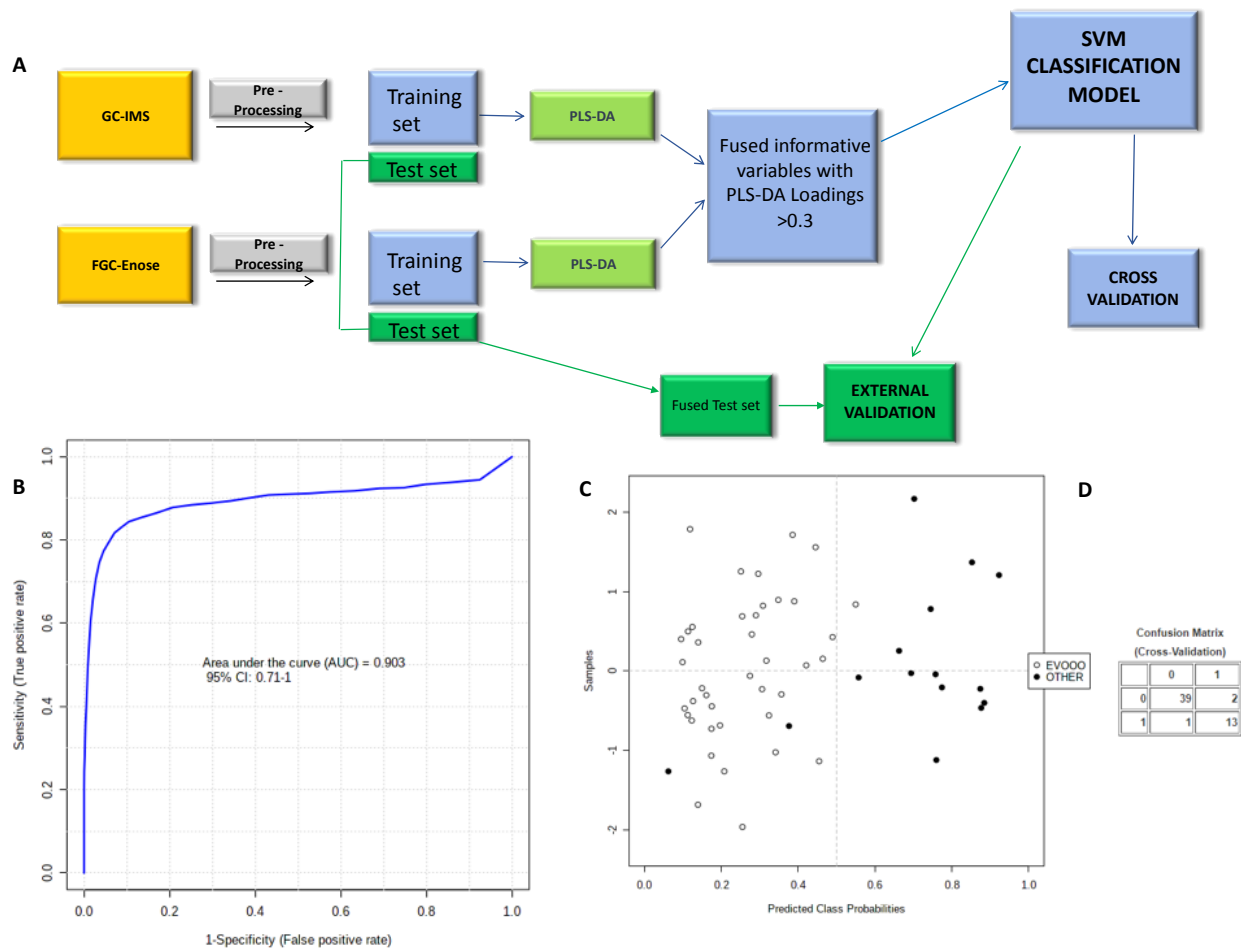 A
GC-IMS
Pre -
Processing
Training
set
Test set
PLS-DA
Fused informative
variables with
PLS-DA Loadings
>0.3
SVM
CLASSIFICATION
MODEL
FGC-Enose
Pre -
Processing
Training
set
Test set
PLS-DA
CROSS
VALIDATION
Fused Test set
EXTERNAL
VALIDATION
B
Sensitivity (True positive rate)
1.0
0.8
0.6
0.4
0.2
0.0
Area under the curve (AUC) = 0.903
95% CI: 0.71-1
0.0 0.2 0.4 0.6 0.8 1.0
1-Specificity (False positive rate)
C
Samples
2
1
0
-1
-2
EVOOO
OTHER
0.0 0.2 0.4 0.6 0.8 1.0
Predicted Class Probabilities
D
Confusion Matrix
(Cross-Validation)
0 1
0 39 2
1 1 13